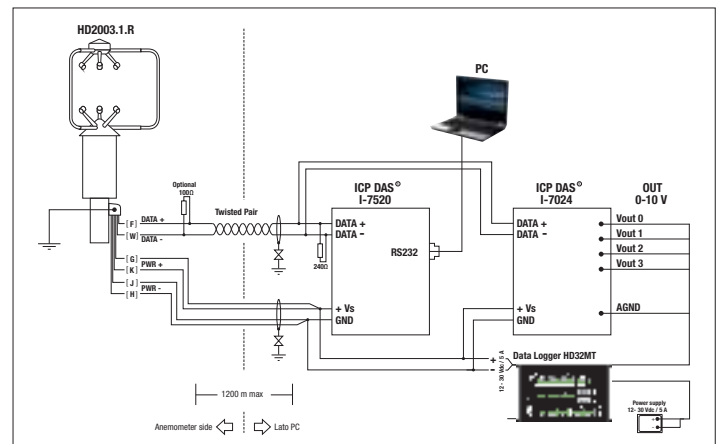 HD2003.1.R
PC
Optional
100Ω
Twisted Pair
[ F ] DATA +
[ W ] DATA -
[ G ]
[ K ] PWR +
[ J ]
[ H ] PWR -
ICP DAS®
I-7520
DATA +
DATA -
240Ω
RS232
+ Vs
GND
ICP DAS®
I-7024
DATA +
DATA -
+ Vs
GND
OUT
0-10 V
Vout 0
Vout 1
Vout 2
Vout 3
AGND
1200 m max
Anemometer side
Lato PC
+
-
12- 30 Vdc / 5 A
Data Logger HD32MT
Power supply
12- 30 Vdc / 5 A